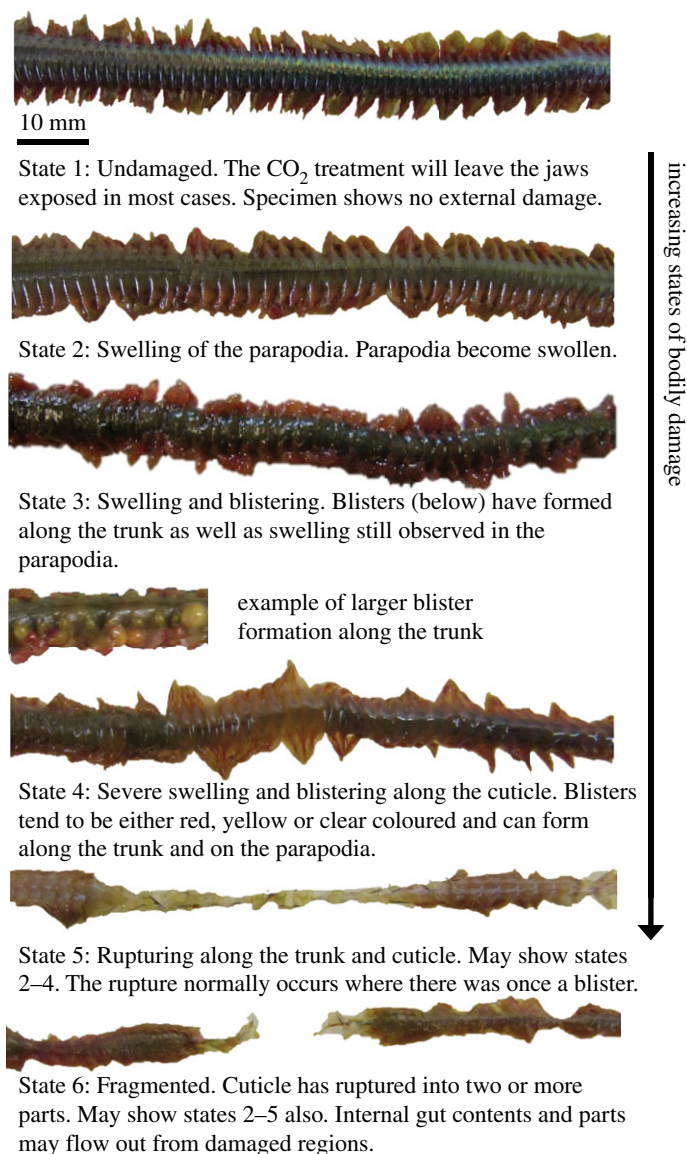 10 mm
State 1: Undamaged. The CO2 treatment will leave the jaws
exposed in most cases. Specimen shows no external damage.
State 2: Swelling of the parapodia. Parapodia become swollen.
State 3: Swelling and blistering. Blisters (below) have formed
along the trunk as well as swelling still observed in the
parapodia.
example of larger blister
formation along the trunk
State 4: Severe swelling and blistering along the cuticle. Blisters
tend to be either red, yellow or clear coloured and can form
along the trunk and on the parapodia.
State 5: Rupturing along the trunk and cuticle. May show states
2–4. The rupture normally occurs where there was once a blister.
State 6: Fragmented. Cuticle has ruptured into two or more
parts. May show states 2–5 also. Internal gut contents and parts
may flow out from damaged regions.
increasing states of bodily damage